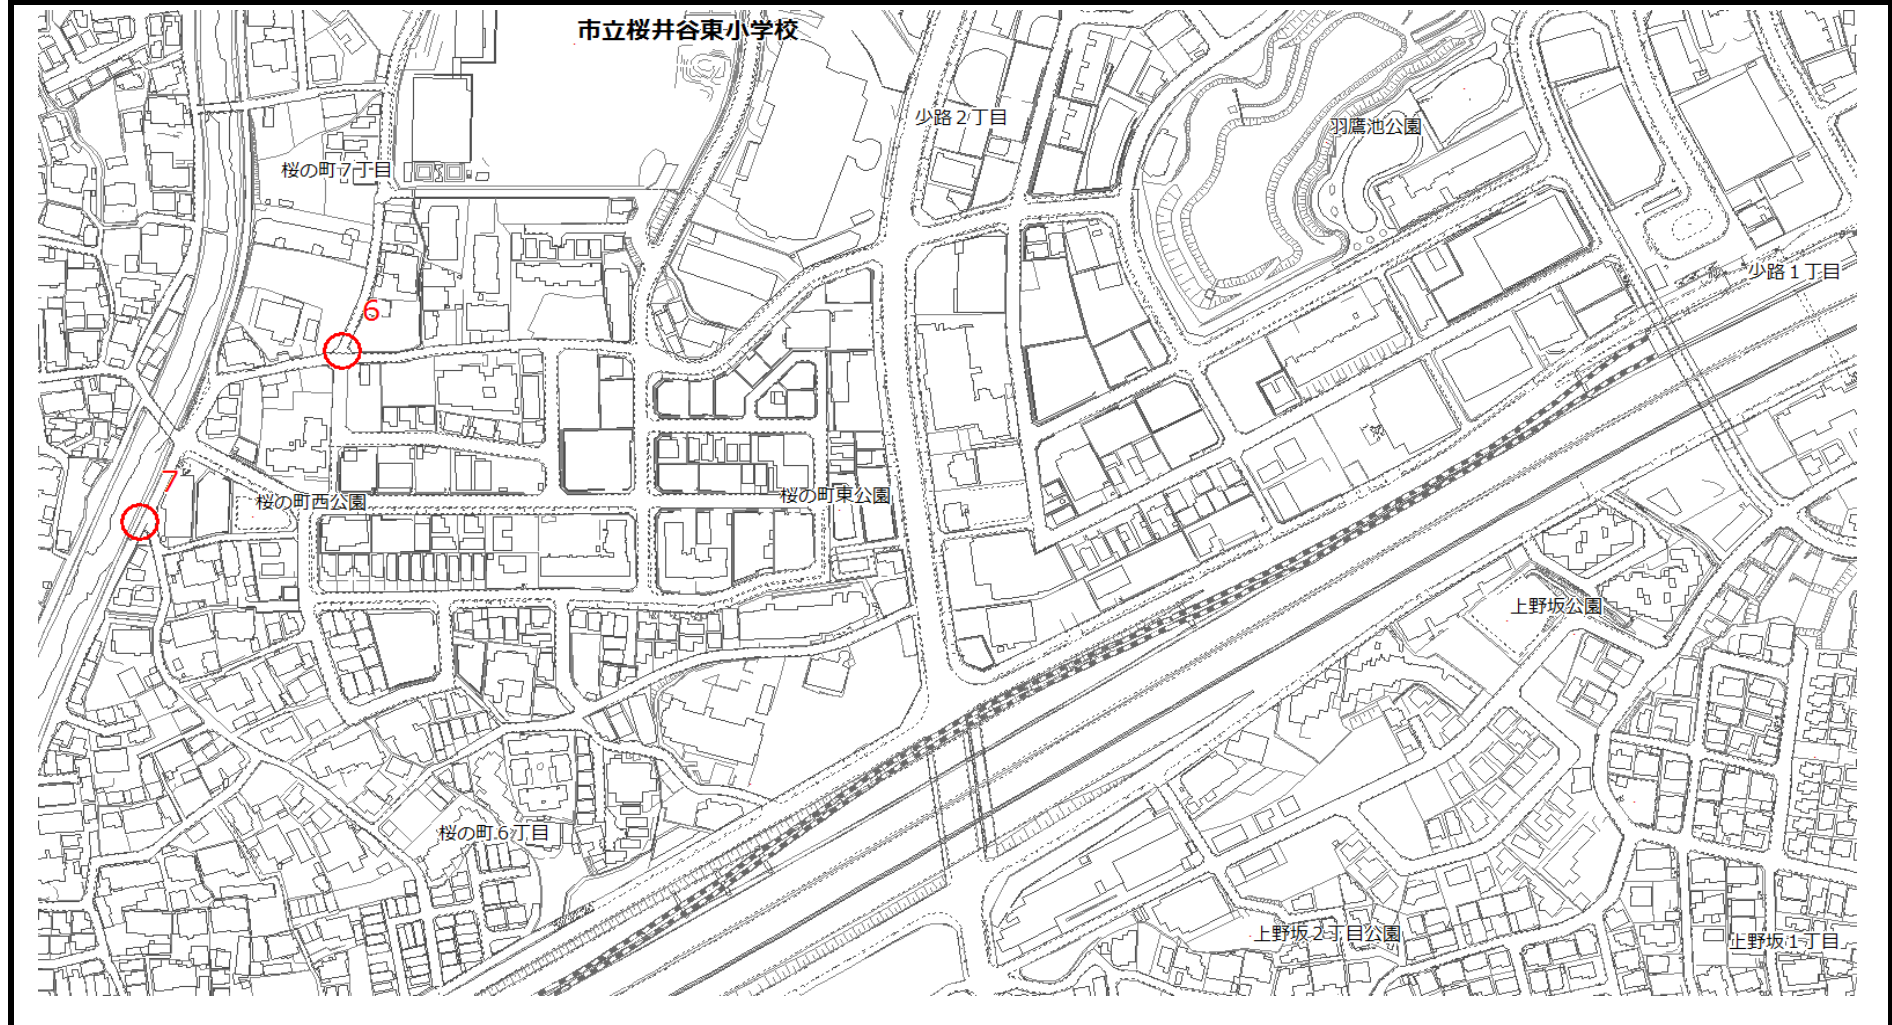 市立桜井谷東小学校
少路２丁目
羽鷹池公園
桜の町７丁目
少路１丁目
6
7
桜の町西公園
桜の町東公園
上野坂公園
桜の町６丁目
上野坂２丁目公園
上野坂１丁目